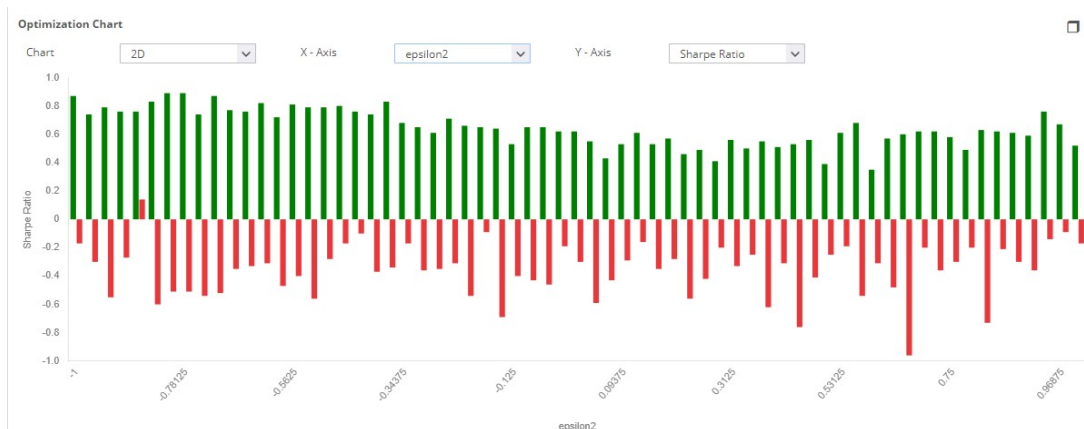 Optimization Chart
Chart 2D X - Axis epsilon2 Y - Axis Sharpe Ratio
1.0
0.8
0.6
0.4
0.2
0
-0.2
-0.4
-0.6
-0.8
-1.0
Sharpe Ratio
-1 -0.78125 -0.5625 -0.34375 -0.125 0.09375 0.3125 0.53125 0.75 0.96875
epsilon2